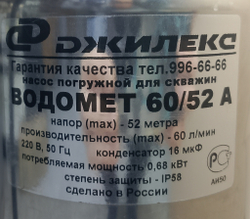 ДЖИЛЕКС
Гарантия качества тел.996-66-66
насос погружной для скважин
ВОДОМЕТ 60/52 А
напор (max) - 52 метра
производительность (max) - 60 л/мин
220 В, 50 Гц конденсатор 16 мкФ
потребляемая мощность 0,68 кВт
степень защиты - IP58
сделано в России
АИ50